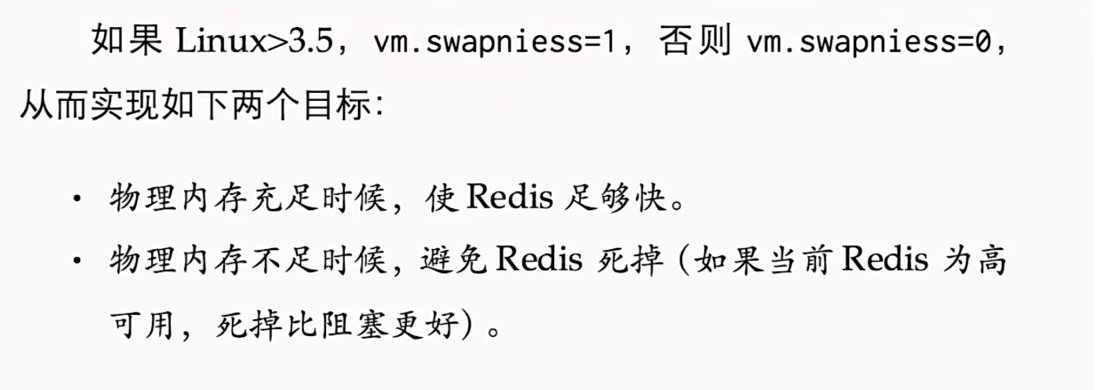 如果 Linux>3.5，vm.swapniess=1，否则 vm.swapniess=0，
从而实现如下两个目标：
• 物理内存充足时候，使 Redis 足够快。
• 物理内存不足时候，避免 Redis 死掤（如果当前 Redis 为高
可用，死掉比阻塞更好）。